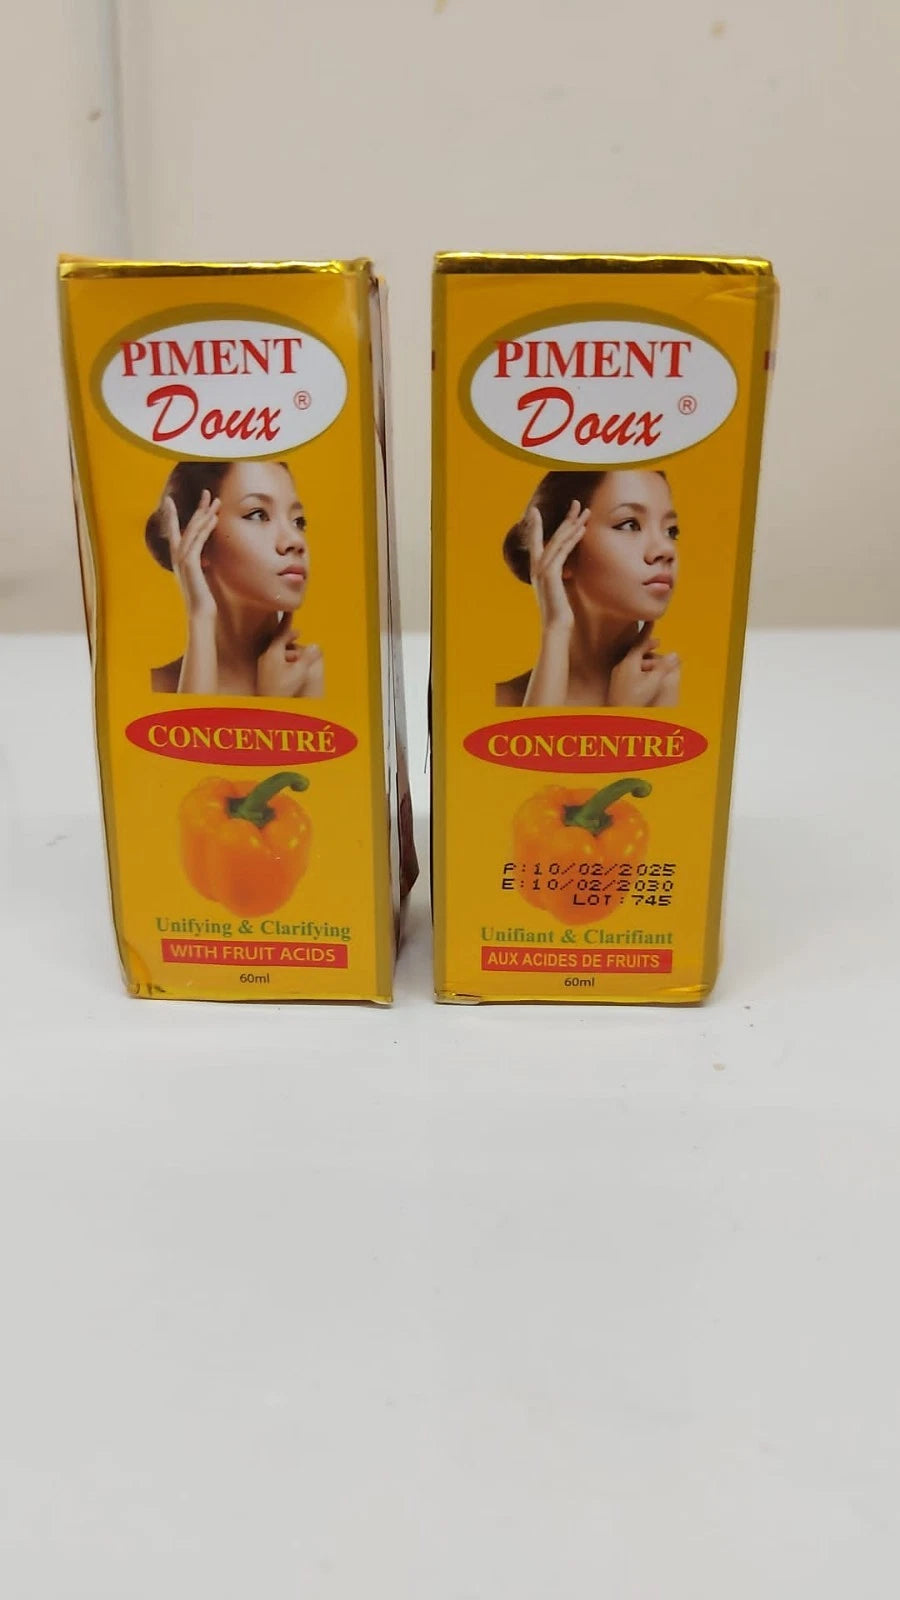 PIMENT
Doux ®
CONCENTRÉ
Unifying & Clarifying
WITH FRUIT ACIDS
60ml
PIMENT
Doux ®
CONCENTRÉ
P:10/02/2025
E:10/02/2030
LOT:745
Unifiant & Clarifiant
AUX ACIDES DE FRUITS
60ml